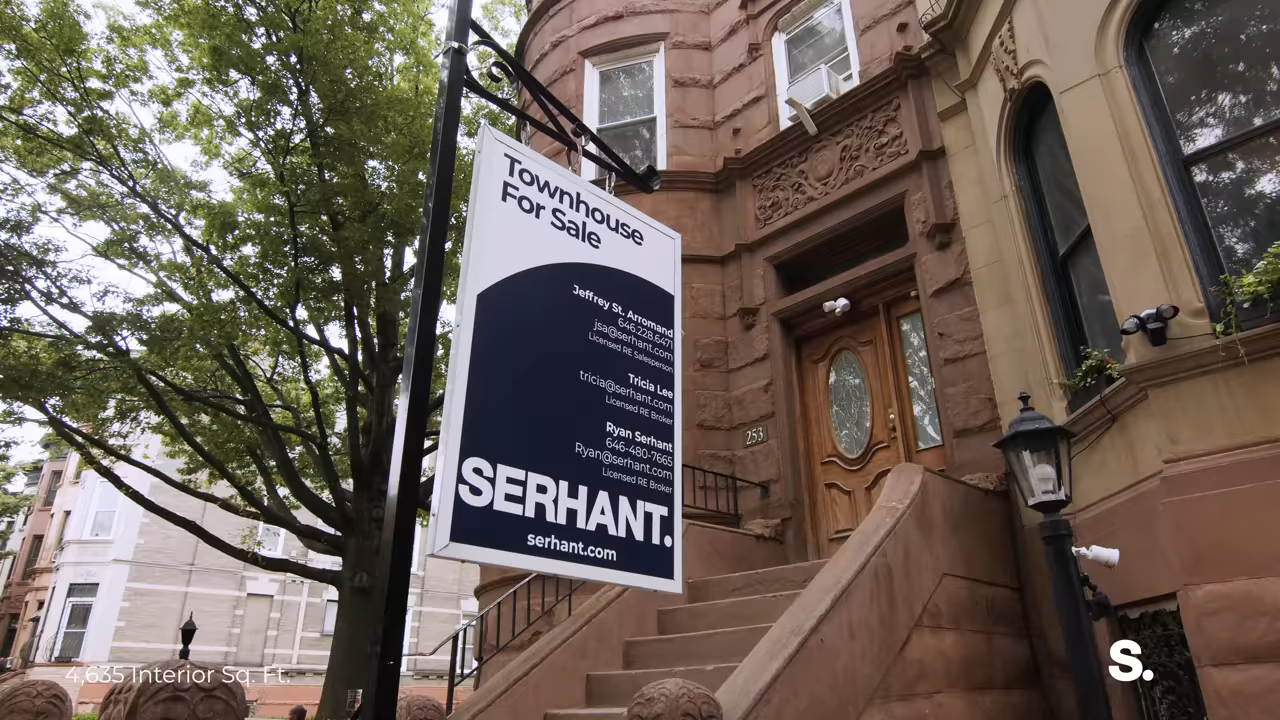 Townhouse
For Sale
Jeffrey St. Arromand
646.228.6471
jsa@serhant.com
Licensed RE Salesperson
Tricia Lee
tricia@serhant.com
Licensed RE Broker
Ryan Serhant
646-480-7665
Ryan@serhant.com
Licensed RE Broker
SERHANT.
serhant.com
253
4,635 Interior Sq. Ft.
S.